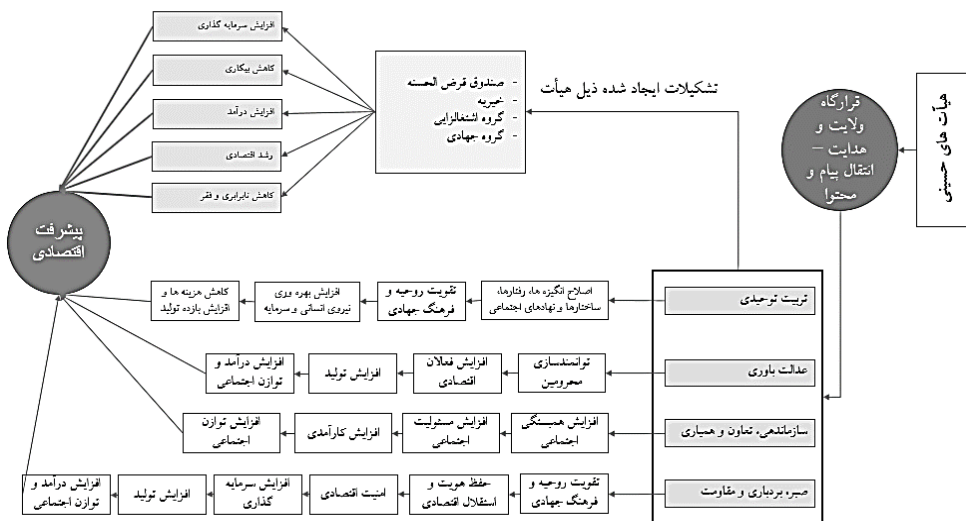 هیأت های حسینی
قرارگاه
ولایت و
هدایت –
انتقال پیام و
محتوا
تشکیلات ایجاد شده ذیل هیأت
- صندوق قرض الحسنه
- خیریه
- گروه اشتغالزایی
- گروه جهادی
افزایش سرمایه گذاری
کاهش بیکاری
افزایش درآمد
رشد اقتصادی
کاهش نابرابری و فقر
پیشرفت
اقتصادی
تربیت توحیدی
اصلاح انگیزه ها، رفتارها،
ساختارها و نهادهای اجتماعی
تقویت روحیه و
فرهنگ جهادی
افزایش بهره وری
نیروی انسانی و سرمایه
کاهش هزینه ها و
افزایش بازده تولید
عدالت باوری
توانمندسازی
محرومین
افزایش فعالان
اقتصادی
افزایش تولید
افزایش درآمد و
توازن اجتماعی
سازماندهی، تعاون و همیاری
افزایش همبستگی
اجتماعی
افزایش مسئولیت
اجتماعی
افزایش کارآمدی
افزایش توازن
اجتماعی
صبر، بردباری و مقاومت
تقویت روحیه و
فرهنگ جهادی
حفظ هویت و
استقلال اقتصادی
امنیت اقتصادی
افزایش سرمایه
گذاری
افزایش تولید
افزایش درآمد و
توازن اجتماعی